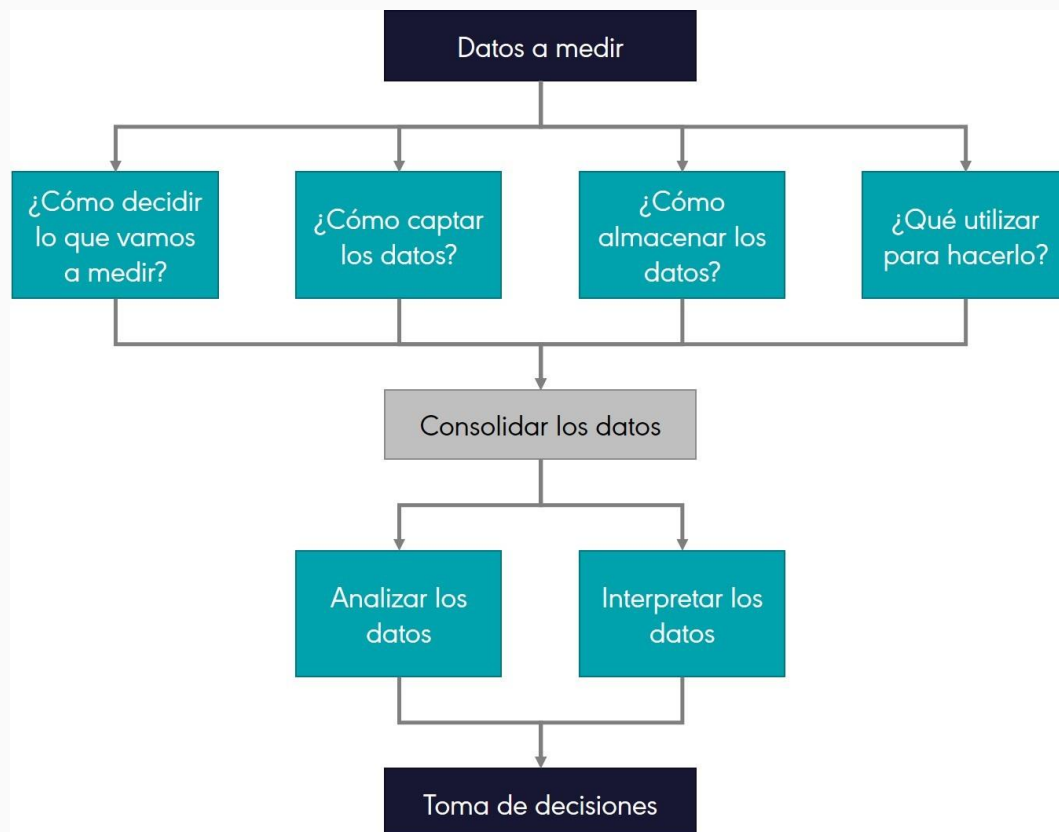 Datos a medir
¿Cómo decidir
lo que vamos
a medir?
¿Cómo captar
los datos?
¿Cómo
almacenar los
datos?
¿Qué utilizar
para hacerlo?
Consolidar los datos
Analizar los
datos
Interpretar los
datos
Toma de decisiones